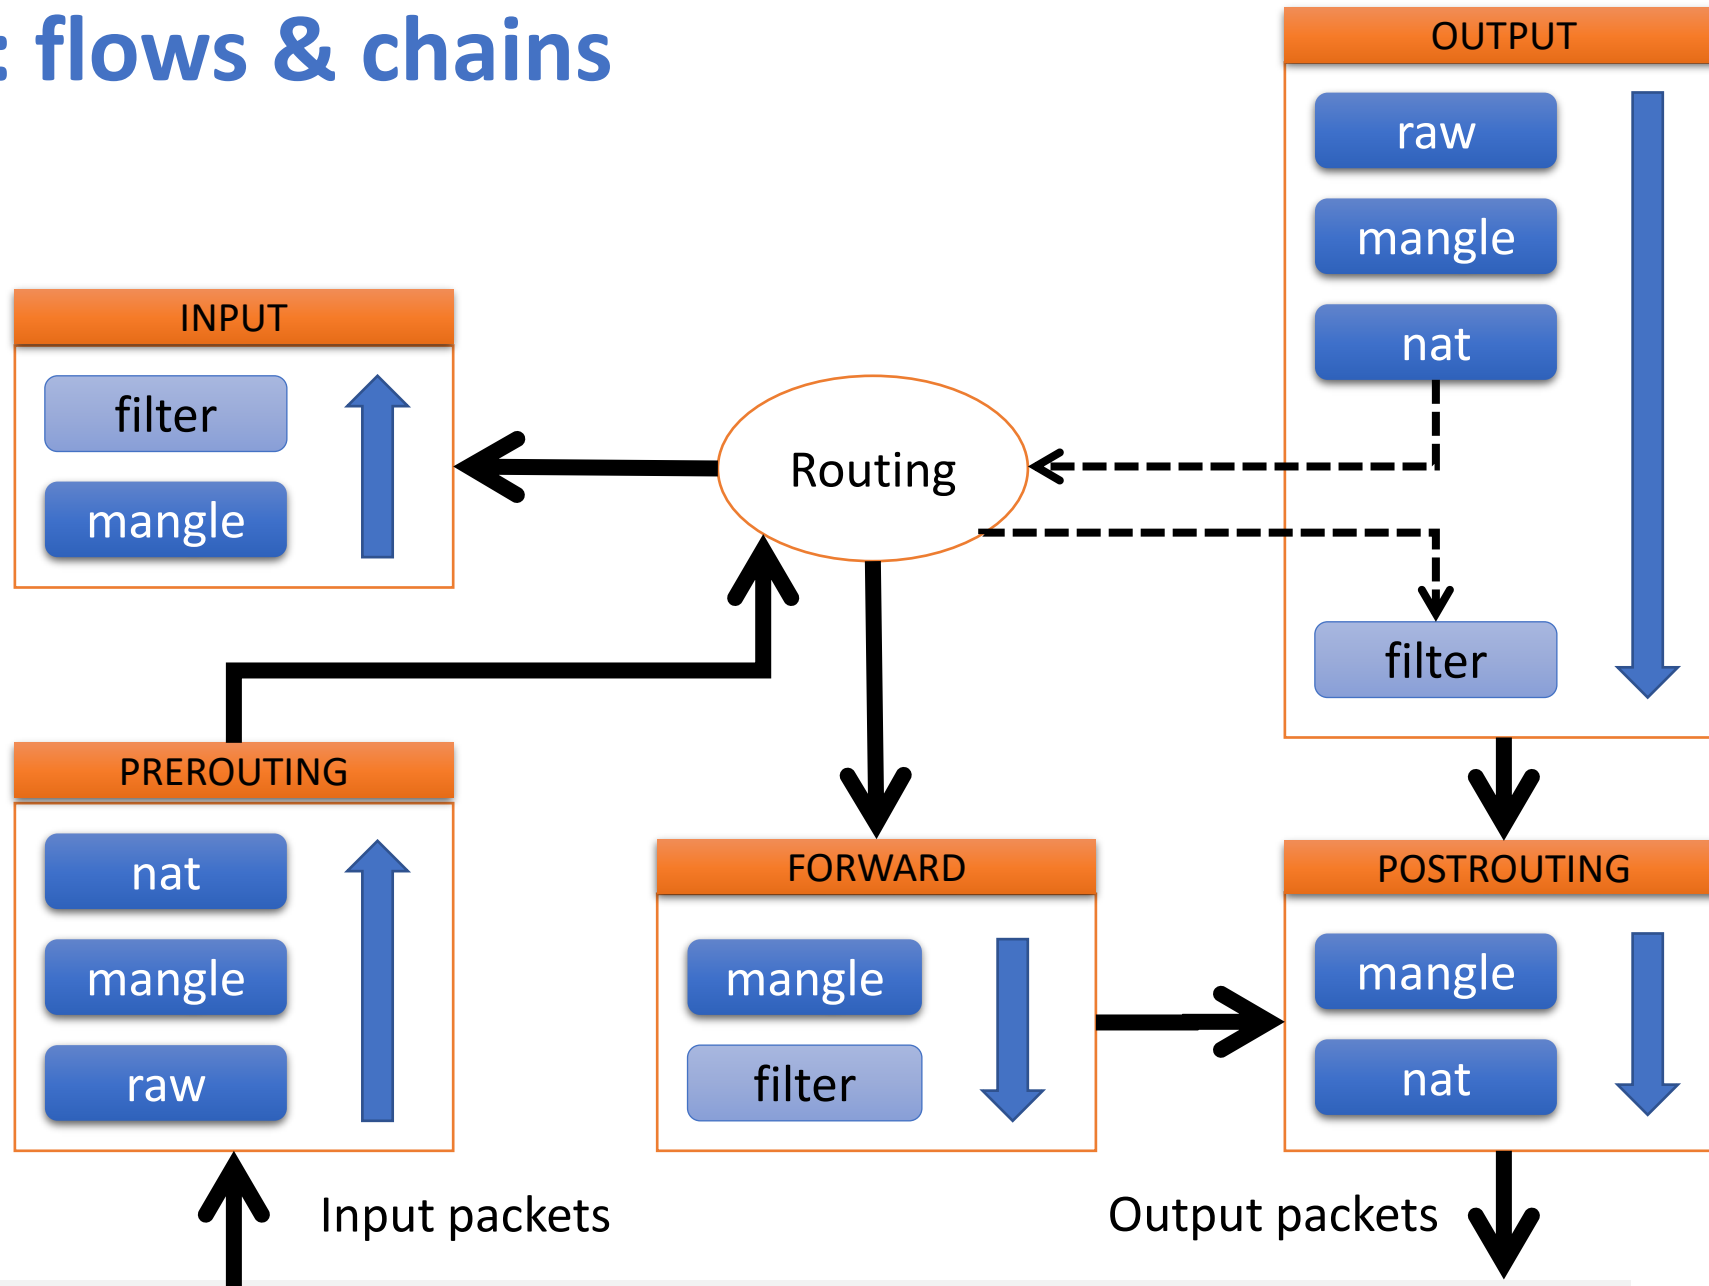 : flows & chains
OUTPUT
raw
mangle
nat
filter
INPUT
filter
mangle
Routing
PREROUTING
nat
mangle
raw
FORWARD
mangle
filter
POSTROUTING
mangle
nat
Input packets
Output packets